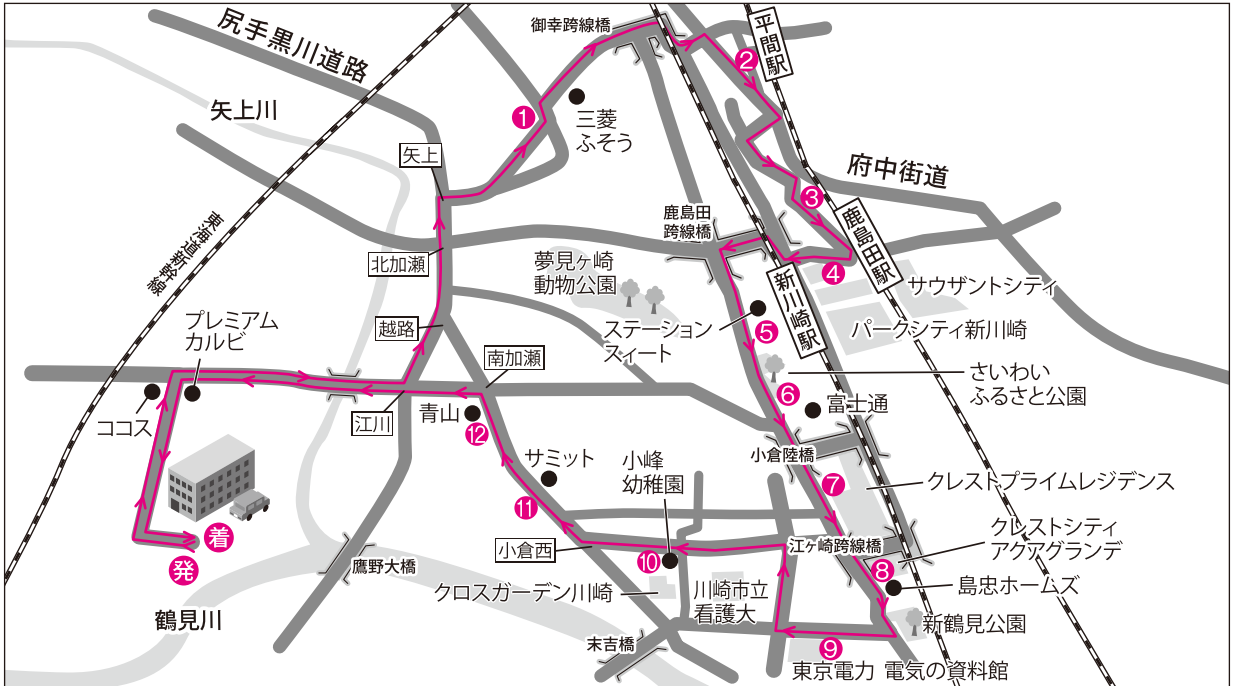 尻手黒川道路
矢上川
御幸跨線橋
平間駅
①
②
三菱
ふそう
矢上
府中街道
③
東海道新幹線
鹿島田
跨線橋
鹿島田駅
北加瀬
夢見ヶ崎
動物公園
④
新川崎駅
サウザントシティ
プレミアム
カルビ
越路
ステーション
スィート
⑤
パークシティ新川崎
南加瀬
さいわい
ふるさと公園
⑥
富士通
ココス
江川
青山
⑫
小倉陸橋
サミット
小峰
幼稚園
⑦
クレストプライムレジデンス
⑪
クレストシティ
アクアグランデ
着
発
小倉西
⑩
江ヶ崎跨線橋
⑧
島忠ホームズ
鷹野大橋
クロスガーデン川崎
川崎市立
看護大
鶴見川
新鶴見公園
末吉橋
⑨
東京電力 電気の資料館